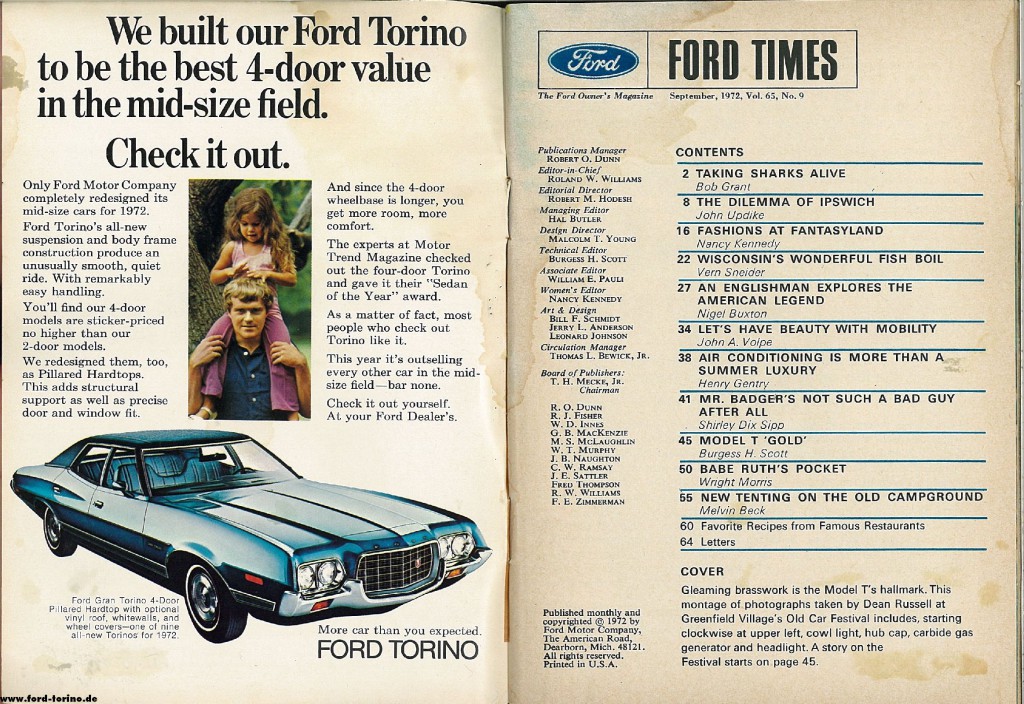 We built our Ford Torino
to be the best 4-door value
in the mid-size field.
Check it out.
Only Ford Motor Company
completely redesigned its
mid-size cars for 1972.
Ford Torino's all-new
suspension and body frame
construction produce an
unusually smooth, quiet
ride. With remarkably
easy handling.
You'll find our 4-door
models are sticker-priced
no higher than our
2-door models.
We redesigned them, too,
as Pillared Hardtops.
This adds structural
support as well as precise
door and window fit.
And since the 4-door
wheelbase is longer, you
get more room, more
comfort.
The experts at Motor
Trend Magazine checked
out the four-door Torino
and gave it their "Sedan
of the Year" award.
As a matter of fact, most
people who check out
Torino like it.
This year it's outselling
every other car in the mid-
size field—bar none.
Check it out yourself.
At your Ford Dealer's.
Ford Gran Torino 4-Door
Pillared Hardtop with optional
vinyl roof, whitewalls, and
wheel covers—one of nine
all-new Torinos for 1972.
More car than you expected.
FORD TORINO
www.ford-torino.de
Ford
FORD TIMES
The Ford Owner's Magazine September, 1972, Vol. 65, No. 9
Publications Manager
ROBERT O. DUNN
Editor-in-Chief
ROLAND W. WILLIAMS
Editorial Director
ROBERT M. HODESH
Managing Editor
HAL BUTLER
Design Director
MALCOLM T. YOUNG
Technical Editor
BURGESS H. SCOTT
Associate Editor
WILLIAM E. PAULI
Women's Editor
NANCY KENNEDY
Art & Design
BILL F. SCHMIDT
JERRY L. ANDERSON
LEONARD JOHNSON
Circulation Manager
THOMAS L. BEWICK, JR.
Board of Publishers:
T. H. MECKE, JR.
Chairman
R. O. DUNN
R. J. FISHER
W. D. INNES
G. B. MACKENZIE
M. S. MCLAUGHLIN
W. T. MURPHY
J. B. NAUGHTON
C. W. RAMSAY
J. E. SATTLER
FRED THOMPSON
R. W. WILLIAMS
F. E. ZIMMERMAN
Published monthly and
copyrighted © 1972 by
Ford Motor Company,
The American Road,
Dearborn, Mich. 48121.
All rights reserved.
Printed in U.S.A.
CONTENTS
2 TAKING SHARKS ALIVE
Bob Grant
8 THE DILEMMA OF IPSWICH
John Updike
16 FASHIONS AT FANTASYLAND
Nancy Kennedy
22 WISCONSIN'S WONDERFUL FISH BOIL
Vern Sneider
27 AN ENGLISHMAN EXPLORES THE
AMERICAN LEGEND
Nigel Buxton
34 LET'S HAVE BEAUTY WITH MOBILITY
John A. Volpe
38 AIR CONDITIONING IS MORE THAN A
SUMMER LUXURY
Henry Gentry
41 MR. BADGER'S NOT SUCH A BAD GUY
AFTER ALL
Shirley Dix Sipp
45 MODEL T 'GOLD'
Burgess H. Scott
50 BABE RUTH'S POCKET
Wright Morris
55 NEW TENTING ON THE OLD CAMPGROUND
Melvin Beck
60 Favorite Recipes from Famous Restaurants
64 Letters
COVER
Gleaming brasswork is the Model T's hallmark. This
montage of photographs taken by Dean Russell at
Greenfield Village's Old Car Festival includes, starting
clockwise at upper left, cowl light, hub cap, carbide gas
generator and headlight. A story on the
Festival starts on page 45.